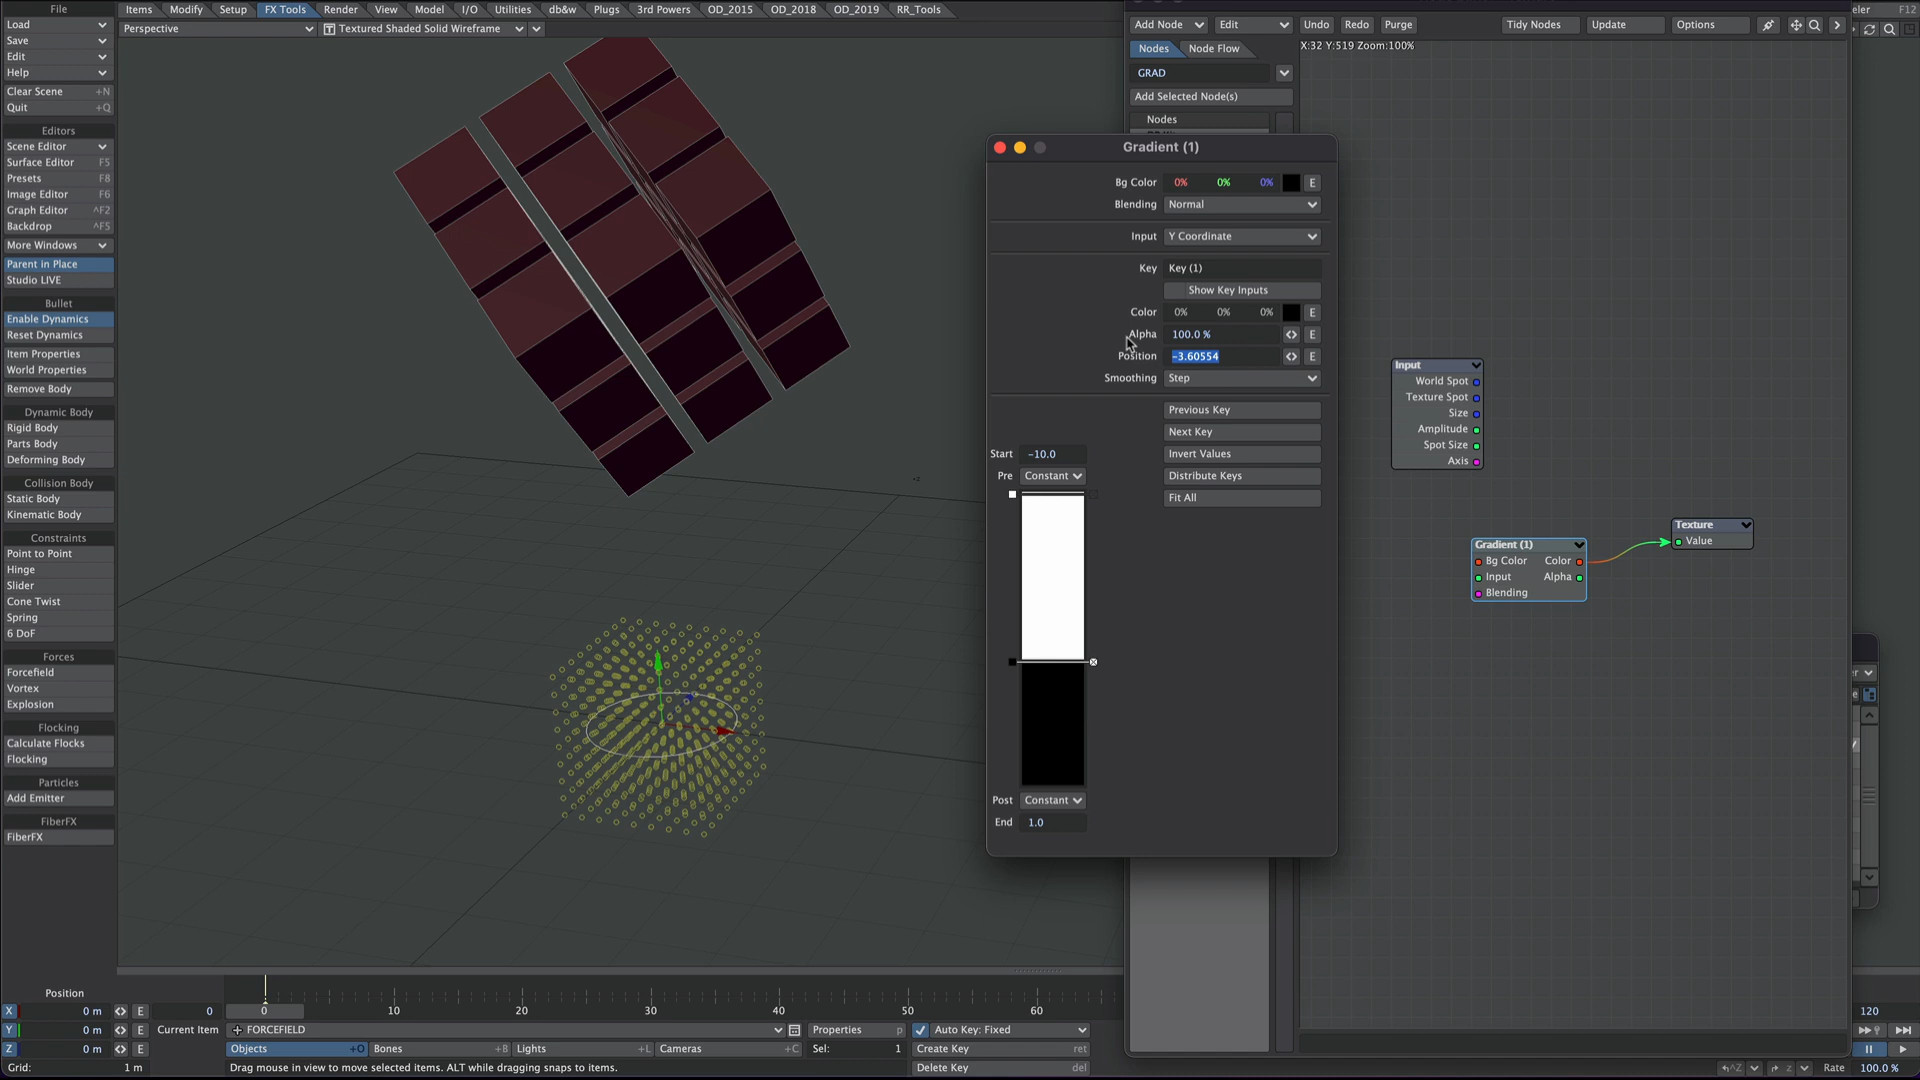 File
Load
Save
Edit
Help
Clear Scene +N
Quit +Q
Editors
Scene Editor
Surface Editor F5
Presets F8
Image Editor F6
Graph Editor ^F2
Backdrop ^F5
More Windows
Parent in Place
Studio LIVE
Bullet
Enable Dynamics
Reset Dynamics
Item Properties
World Properties
Remove Body
Dynamic Body
Rigid Body
Parts Body
Deforming Body
Collision Body
Static Body
Kinematic Body
Constraints
Point to Point
Hinge
Slider
Cone Twist
Spring
6 DoF
Forces
Forcefield
Vortex
Explosion
Flocking
Calculate Flocks
Flocking
Particles
Add Emitter
FiberFX
FiberFX
Items Modify Setup FX Tools Render View Model I/O Utilities db&w Plugs 3rd Powers OD_2015 OD_2018 OD_2019 RR_Tools
Perspective
Textured Shaded Solid Wireframe
Add Node Edit Undo Redo Purge Tidy Nodes Update Options
Nodes Node Flow
X:32 Y:519 Zoom:100%
GRAD
Add Selected Node(s)
Nodes
eler F12
Gradient (1)
Bg Color 0% 0% 0% E
Blending Normal
Input Y Coordinate
Key Key (1)
Show Key Inputs
Color 0% 0% 0% E
Alpha 100.0 % E
Position -3.60554 E
Smoothing Step
Previous Key
Next Key
Invert Values
Distribute Keys
Fit All
Start -10.0
Pre Constant
Post Constant
End 1.0
Input
World Spot
Texture Spot
Size
Amplitude
Spot Size
Axis
Gradient (1)
Bg Color Color
Input Alpha
Blending
Texture
Value
Position
X 0 m E
Y 0 m E
Z 0 m E
Grid: 1 m
0 0 10 20 30 40 50 60
120
Current Item FORCEFIELD Properties p Auto Key: Fixed
Objects +O Bones +B Lights +L Cameras +C Sel: 1 Create Key ret
Drag mouse in view to move selected items. ALT while dragging snaps to items.
Delete Key del
^Z z Rate 100.0 %